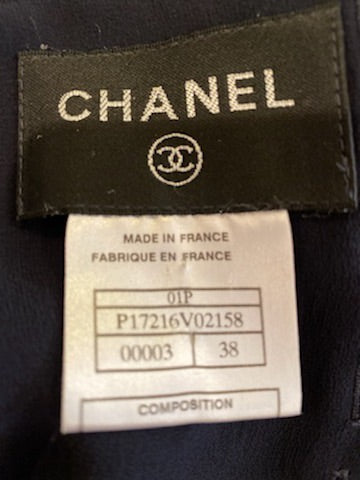 CHANEL
MADE IN FRANCE
FABRIQUE EN FRANCE
01P
P17216V02158
00003 38
COMPOSITION